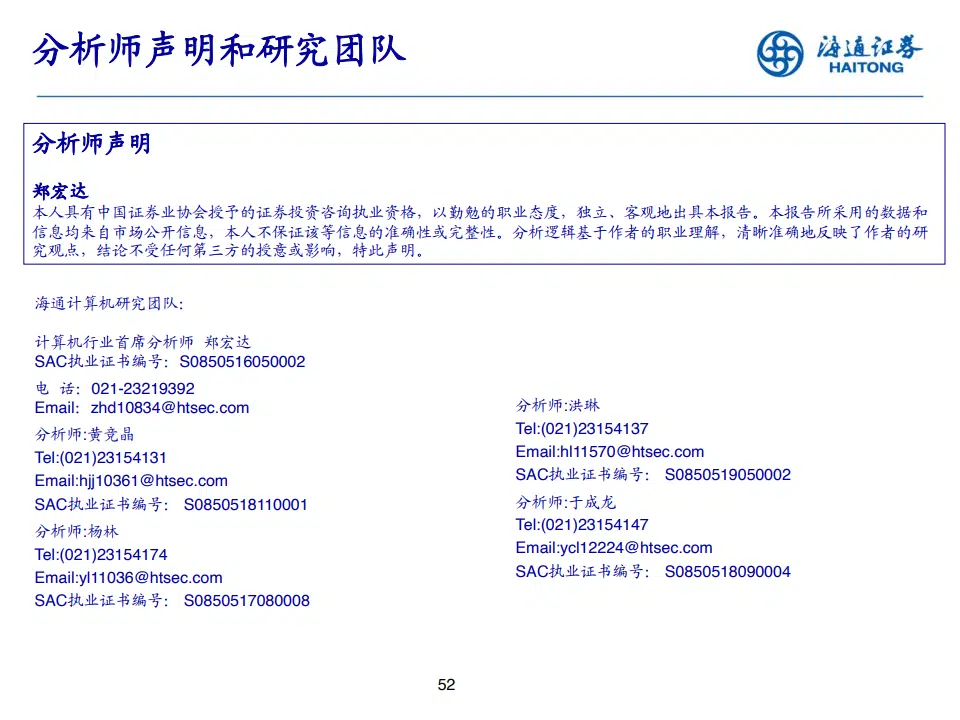 分析师声明和研究团队
海通证券
HAITONG
分析师声明
郑宏达
本人具有中国证券业协会授予的证券投资咨询执业资格，以勤勉的职业态度，独立、客观地出具本报告。本报告所采用的数据和
信息均来自市场公开信息，本人不保证该等信息的准确性或完整性。分析逻辑基于作者的职业理解，清晰准确地反映了作者的研
究观点，结论不受任何第三方的授意或影响，特此声明。
海通计算机研究团队：
计算机行业首席分析师 郑宏达
SAC执业证书编号：S0850516050002
电 话：021-23219392
Email：zhd10834@htsec.com
分析师:黄竞晶
Tel:(021)23154131
Email:hjj10361@htsec.com
SAC执业证书编号： S0850518110001
分析师:杨林
Tel:(021)23154174
Email:yl11036@htsec.com
SAC执业证书编号： S0850517080008
分析师:洪琳
Tel:(021)23154137
Email:hl11570@htsec.com
SAC执业证书编号： S0850519050002
分析师:于成龙
Tel:(021)23154147
Email:ycl12224@htsec.com
SAC执业证书编号： S0850518090004
52